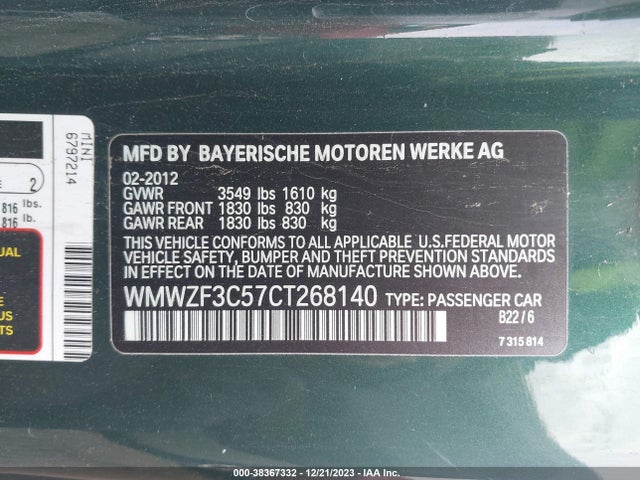 MFD BY BAYERISCHE MOTOREN WERKE AG
02-2012
GVWR 3549 lbs 1610 kg
GAWR FRONT 1830 lbs 830 kg
GAWR REAR 1830 lbs 830 kg
THIS VEHICLE CONFORMS TO ALL APPLICABLE U.S.FEDERAL MOTOR
VEHICLE SAFETY, BUMPER AND THEFT PREVENTION STANDARDS
IN EFFECT ON THE DATE OF MANUFACTURE SHOWN ABOVE.
WMWZF3C57CT268140 TYPE: PASSENGER CAR
B22/6
7 315 814
MINI
6797214
2
816 lbs.
816 lb.
UAL
US
TS
000-38367332 - 12/21/2023 - IAA Inc.